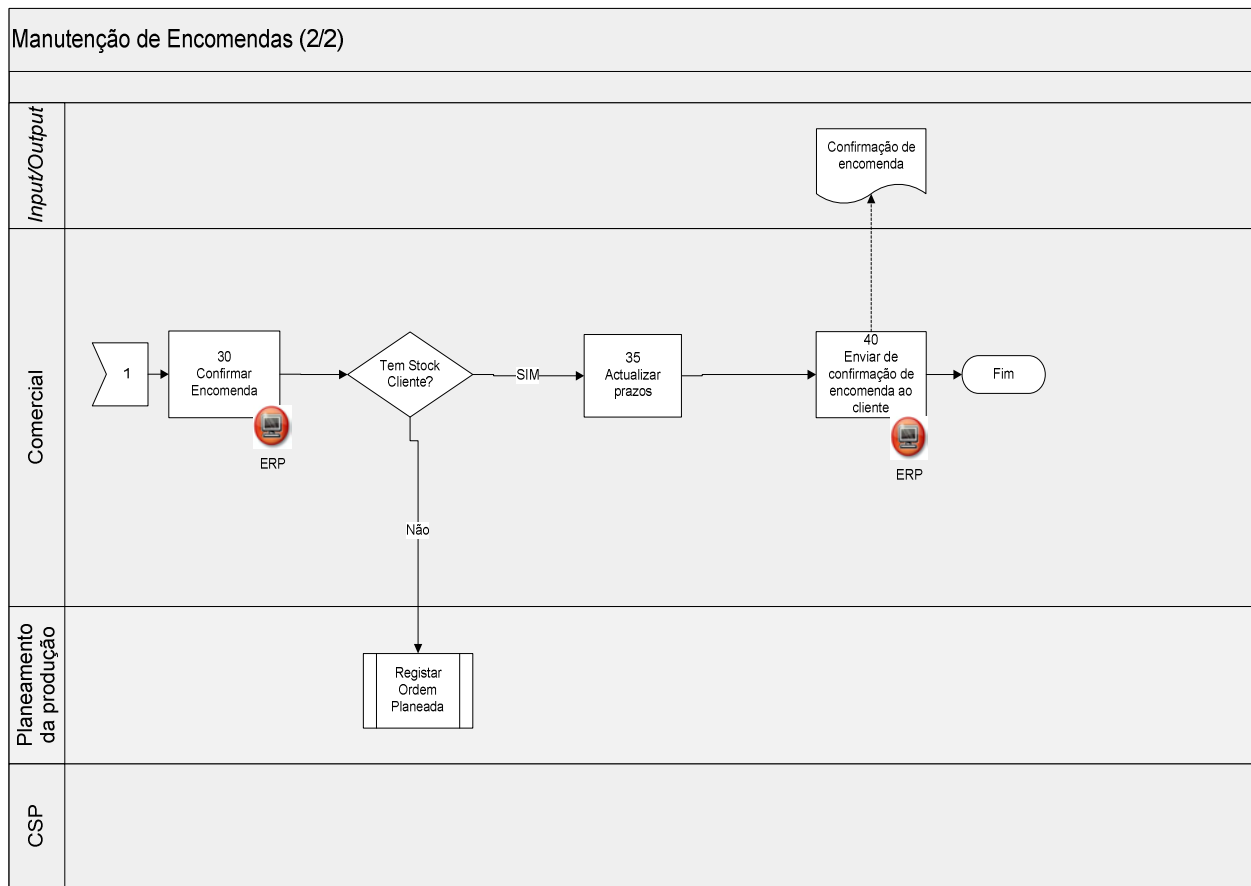 Manutenção de Encomendas (2/2)
Input/Output
Confirmação de
encomenda
Comercial
1
30
Confirmar
Encomenda
ERP
Tem Stock
Cliente?
SIM
35
Actualizar
prazos
40
Enviar de
confirmação de
encomenda ao
cliente
ERP
Fim
Não
Planeamento
da produção
Registar
Ordem
Planeada
CSP